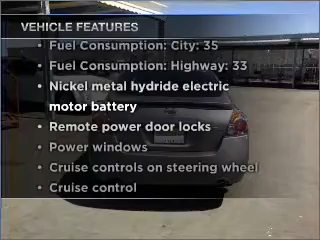 VEHICLE FEATURES
• Fuel Consumption: City: 35
• Fuel Consumption: Highway: 33
• Nickel metal hydride electric
motor battery
• Remote power door locks
• Power windows
• Cruise controls on steering wheel
• Cruise control